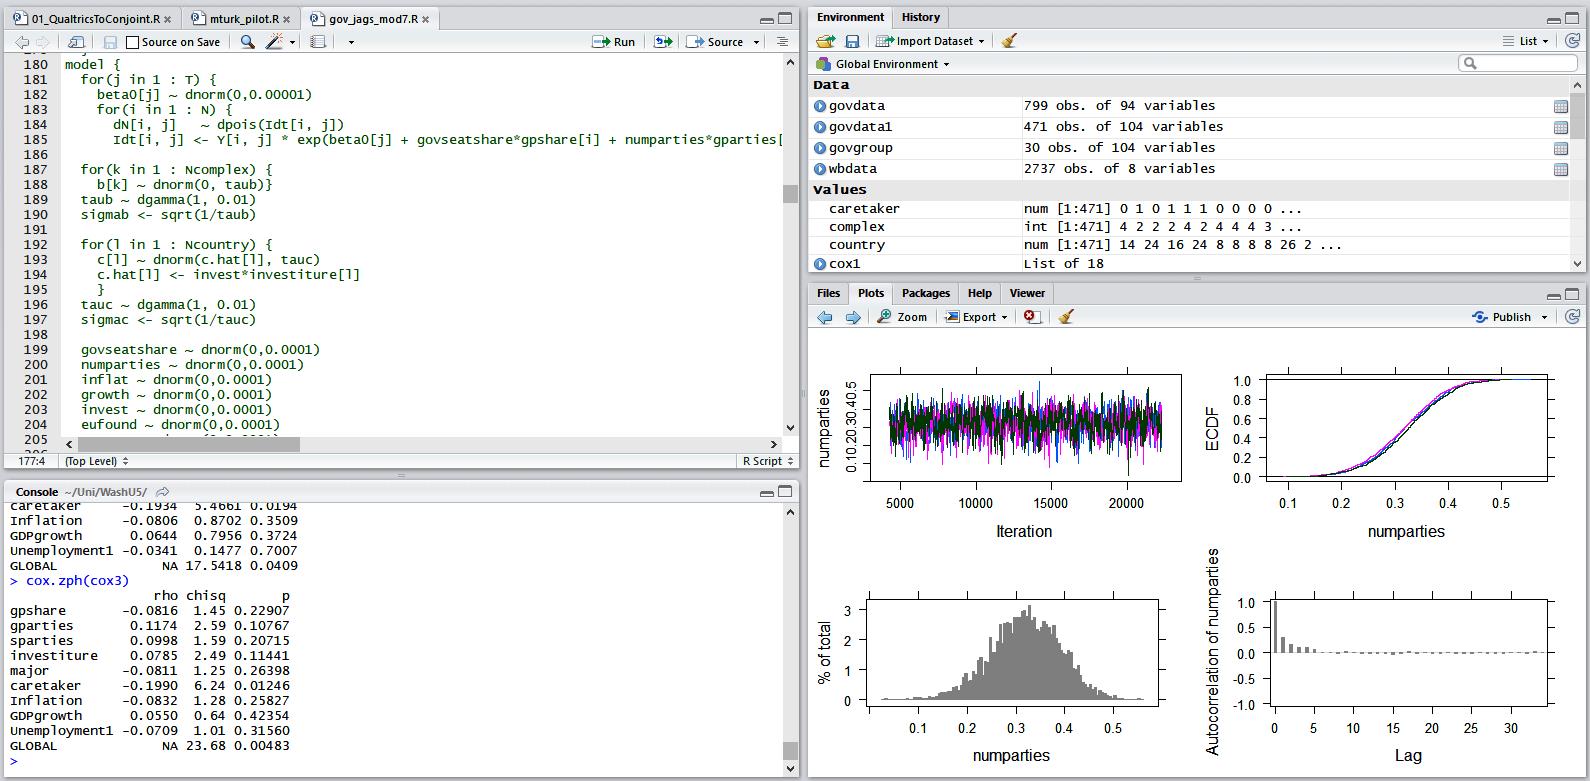 01_QualtricsToConjoint.R
mturk_pilot.R
gov_jags_mod7.R
Source on Save
Run
Source
180 model {
181 for(j in 1 : T) {
182 beta0[j] ~ dnorm(0,0.00001)
183 for(i in 1 : N) {
184 dN[i, j] ~ dpois(Idt[i, j])
185 Idt[i, j] <- Y[i, j] * exp(beta0[j] + govseatshare*gpshare[i] + numparties*gparties[
186
187 for(k in 1 : Ncomplex) {
188 b[k] ~ dnorm(0, taub)}
189 taub ~ dgamma(1, 0.01)
190 sigmab <- sqrt(1/taub)
191
192 for(l in 1 : Ncountry) {
193 c[l] ~ dnorm(c.hat[l], tauc)
194 c.hat[l] <- invest*investiture[l]
195 }
196 tauc ~ dgamma(1, 0.01)
197 sigmac <- sqrt(1/tauc)
198
199 govseatshare ~ dnorm(0,0.0001)
200 numparties ~ dnorm(0,0.0001)
201 inflat ~ dnorm(0,0.0001)
202 growth ~ dnorm(0,0.0001)
203 invest ~ dnorm(0,0.0001)
204 eufound ~ dnorm(0,0.0001)
205
177:4 (Top Level) R Script
Console ~/Uni/WashU5/
caretaker -0.1934 5.4661 0.0194
Inflation -0.0806 0.8702 0.3509
GDPgrowth 0.0644 0.7956 0.3724
Unemployment1 -0.0341 0.1477 0.7007
GLOBAL NA 17.5418 0.0409
> cox.zph(cox3)
rho chisq p
gpshare -0.0816 1.45 0.22907
gparties 0.1174 2.59 0.10767
sparties 0.0998 1.59 0.20715
investiture 0.0785 2.49 0.11441
major -0.0811 1.25 0.26398
caretaker -0.1990 6.24 0.01246
Inflation -0.0832 1.28 0.25827
GDPgrowth 0.0550 0.64 0.42354
Unemployment1 -0.0709 1.01 0.31560
GLOBAL NA 23.68 0.00483
>
Environment History
Import Dataset List
Global Environment
Data
govdata 799 obs. of 94 variables
govdata1 471 obs. of 104 variables
govgroup 30 obs. of 104 variables
wbdata 2737 obs. of 8 variables
Values
caretaker num [1:471] 0 1 0 1 1 1 0 0 0 0 ...
complex int [1:471] 4 2 2 2 4 2 4 4 4 3 ...
country num [1:471] 14 24 16 24 8 8 8 8 26 2 ...
cox1 List of 18
Files Plots Packages Help Viewer
Zoom Export Publish
numparties
0.10.20.30.40.5
5000 10000 15000 20000
Iteration
ECDF
1.0
0.8
0.6
0.4
0.2
0.0
0.1 0.2 0.3 0.4 0.5
numparties
% of total
3
2
1
0
0.1 0.2 0.3 0.4 0.5
numparties
Autocorrelation of numparties
1.0
0.5
0.0
-0.5
-1.0
0 5 10 15 20 25 30
Lag